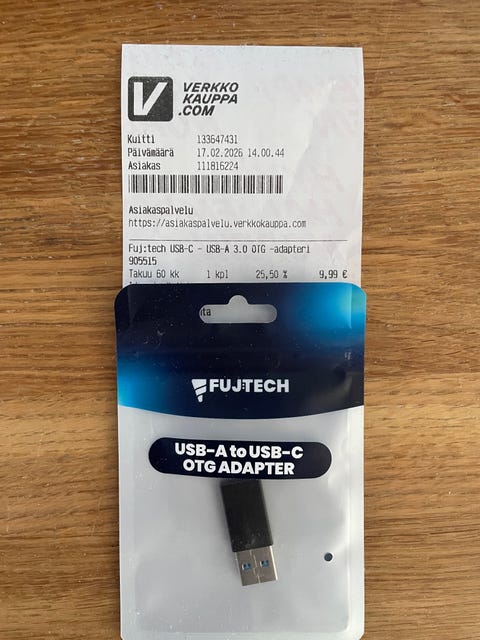 VERKKO
KAUPPA
.COM
Kuitti 133647431
Päivämäärä 17.02.2026 14.00.44
Asiakas 111816224
Asiakaspalvelu
https://asiakaspalvelu.verkkokauppa.com
Fuj:tech USB-C - USB-A 3.0 OTG -adapteri
905515
Takuu 60 kk 1 kpl 25,50 % 9,99 €
FUJ:TECH
USB-A to USB-C
OTG ADAPTER